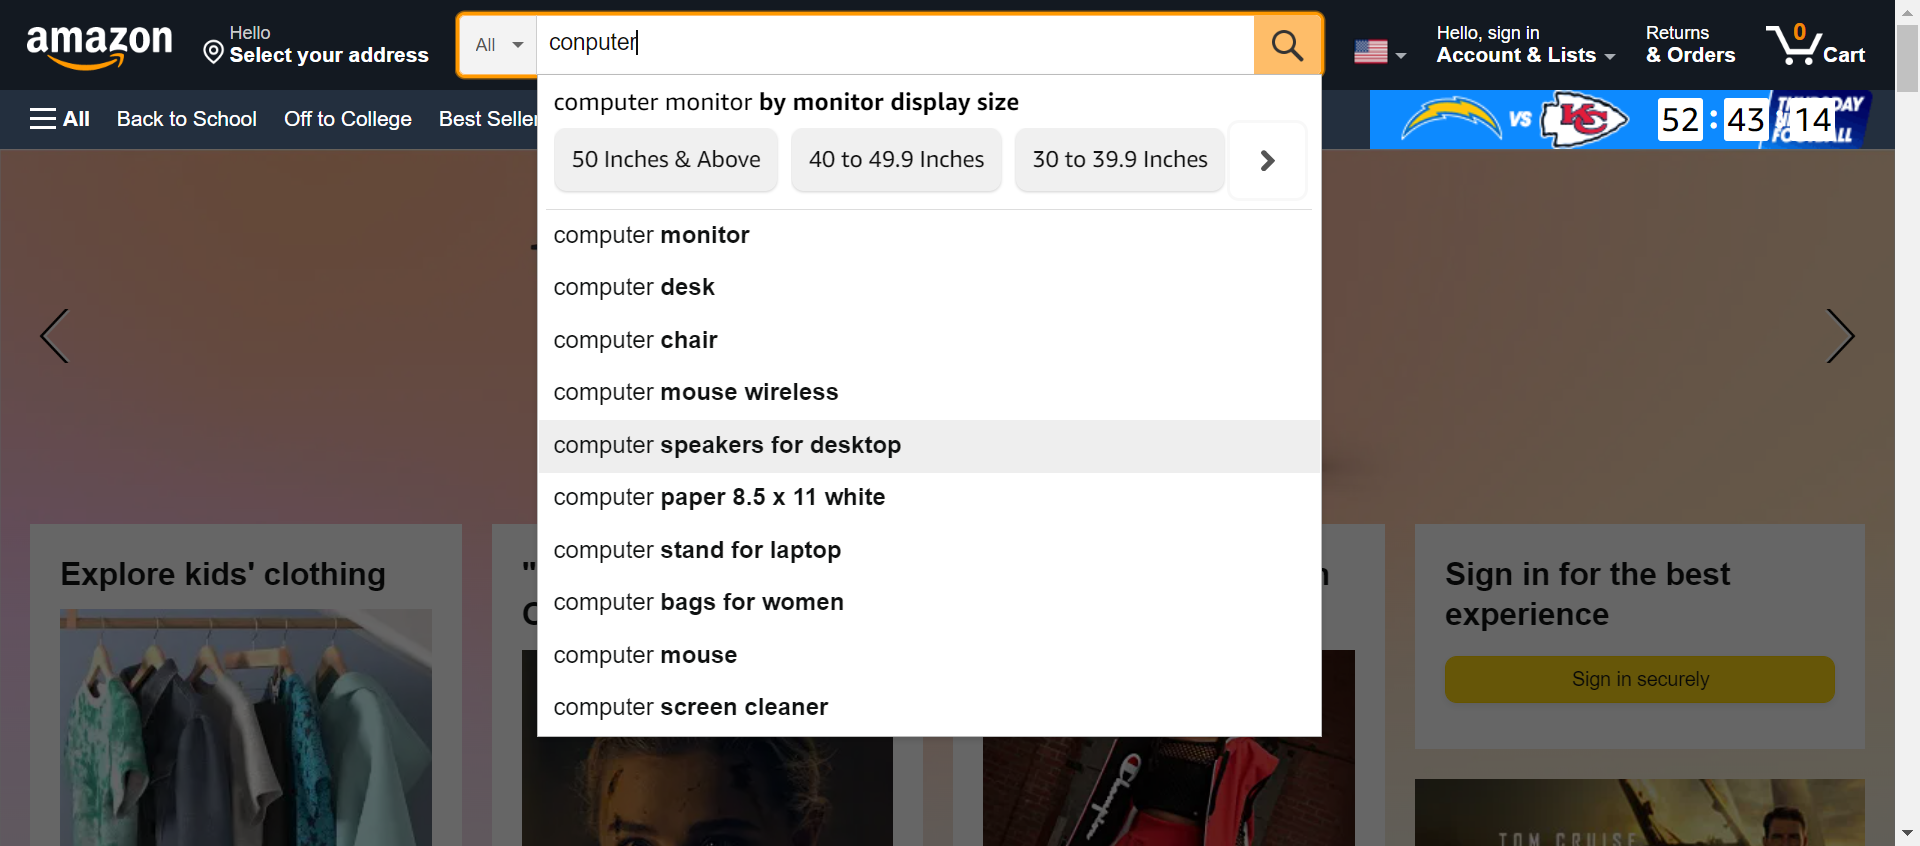 amazon
Hello
Select your address
All
conputer
Hello, sign in
Account & Lists
Returns
& Orders
0
Cart
All
Back to School
Off to College
Best Seller
VS
KC
52 : 43 : 14
THURSDAY
FOOTBALL
computer monitor by monitor display size
50 Inches & Above
40 to 49.9 Inches
30 to 39.9 Inches
computer monitor
computer desk
computer chair
computer mouse wireless
computer speakers for desktop
computer paper 8.5 x 11 white
computer stand for laptop
computer bags for women
computer mouse
computer screen cleaner
Explore kids' clothing
Sign in for the best
experience
Sign in securely
Champion
TOM CRUISE